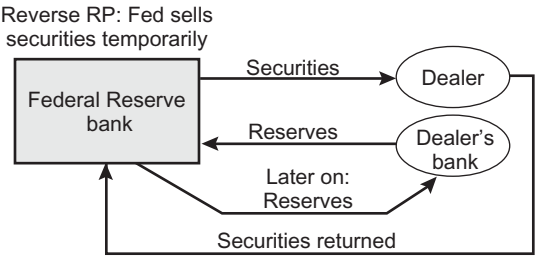 Reverse RP: Fed sells
securities temporarily
Federal Reserve
bank
Securities
Dealer
Reserves
Dealer's
bank
Later on:
Reserves
Securities returned